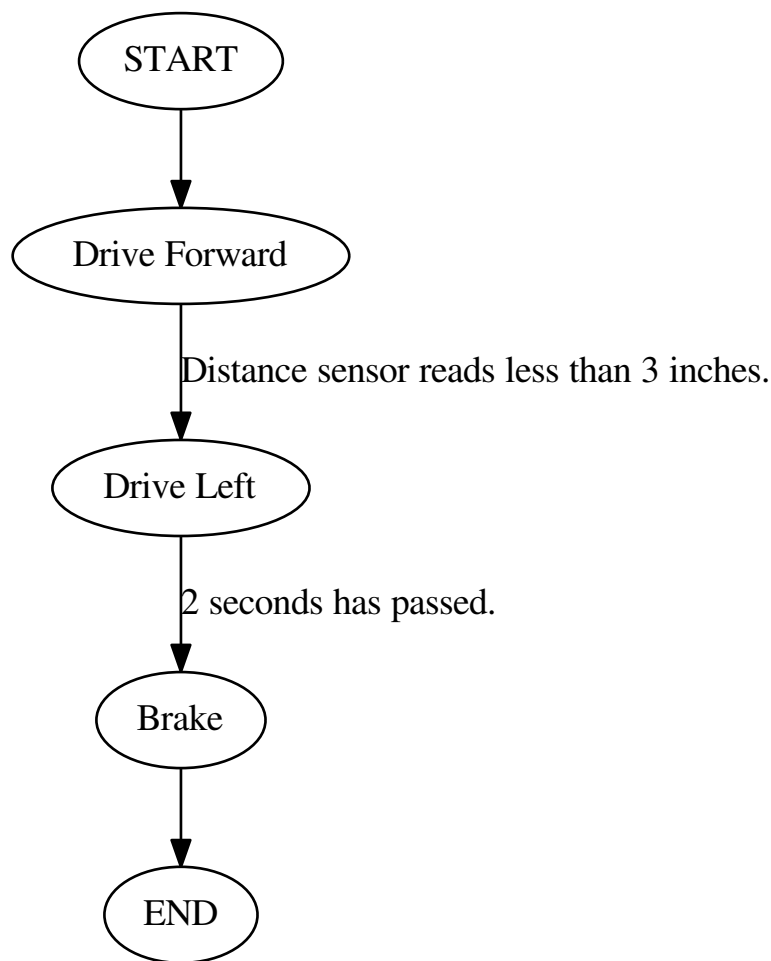 START
Drive Forward
Distance sensor reads less than 3 inches.
Drive Left
2 seconds has passed.
Brake
END